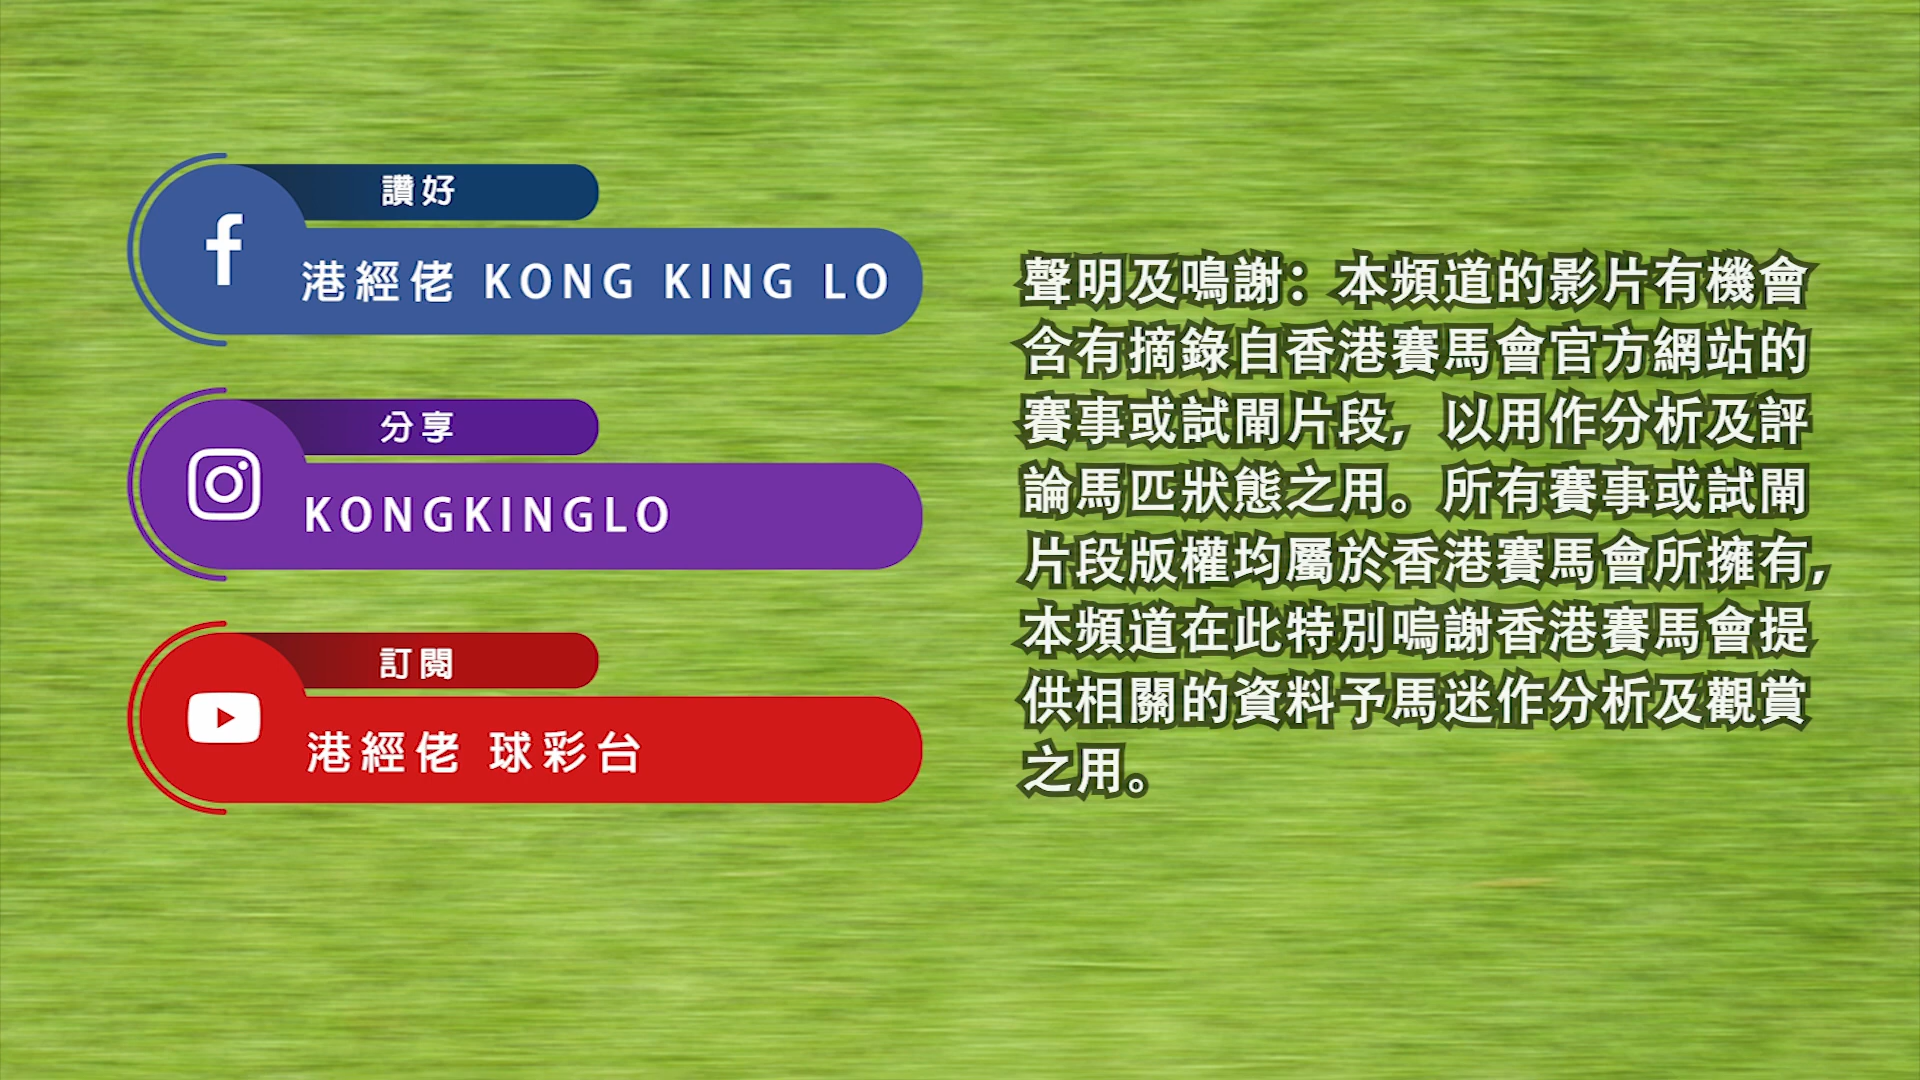 讚好
港經佬 KONG KING LO
分享
KONGKINGLO
訂閱
港經佬 球彩台
聲明及鳴謝：本頻道的影片有機會
含有摘錄自香港賽馬會官方網站的
賽事或試閘片段，以用作分析及評
論馬匹狀態之用。所有賽事或試閘
片段版權均屬於香港賽馬會所擁有，
本頻道在此特別嗚謝香港賽馬會提
供相關的資料予馬迷作分析及觀賞
之用。